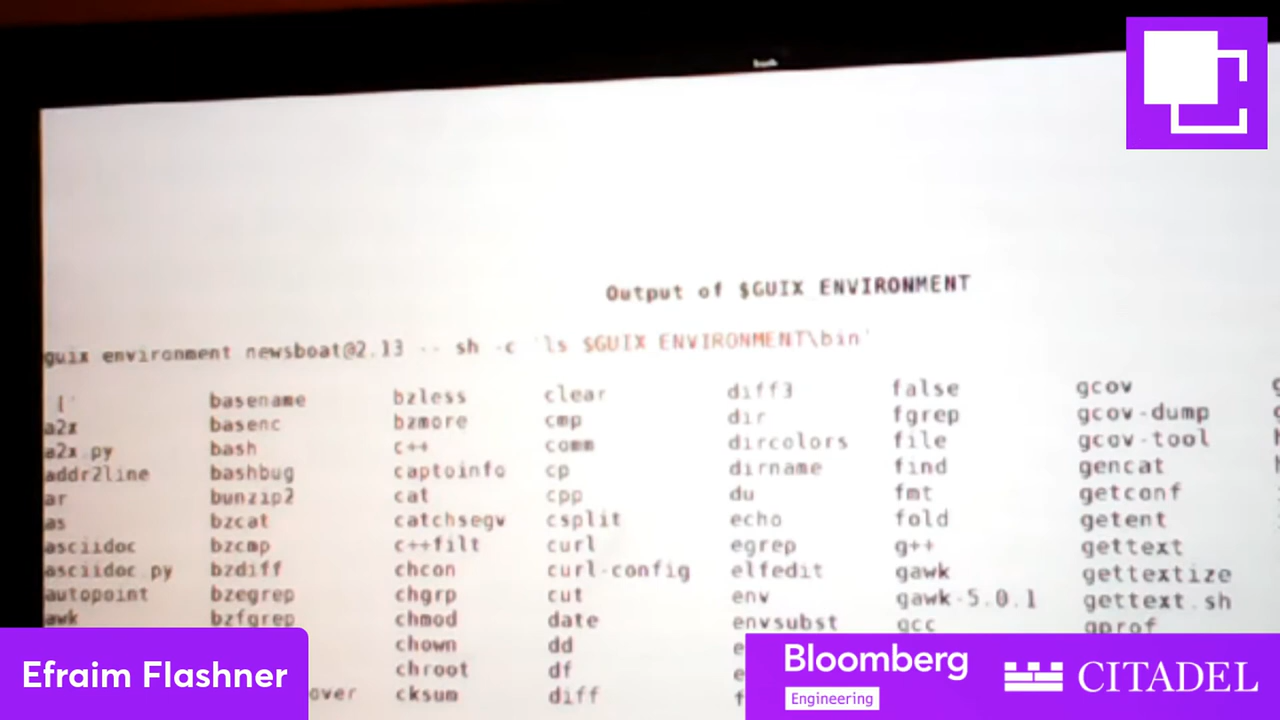 bash
Output of $GUIX ENVIRONMENT
guix environment newsboat@2.13 -- sh -c 'ls $GUIX ENVIRONMENT\bin'
'[' basename bzless clear diff3 false gcov
a2x basenc bzmore cmp dir fgrep gcov-dump
a2x.py bash c++ comm dircolors file gcov-tool
addr2line bashbug captoinfo cp dirname find gencat
ar bunzip2 cat cpp du fmt getconf
as bzcat catchsegv csplit echo fold getent
asciidoc bzcmp c++filt curl egrep g++ gettext
asciidoc.py bzdiff chcon curl-config elfedit gawk gettextize
autopoint bzegrep chgrp cut env gawk-5.0.1 gettext.sh
awk bzfgrep chmod date envsubst gcc gprof
chown dd
chroot df
over cksum diff
Efraim Flashner
Bloomberg
Engineering
CITADEL